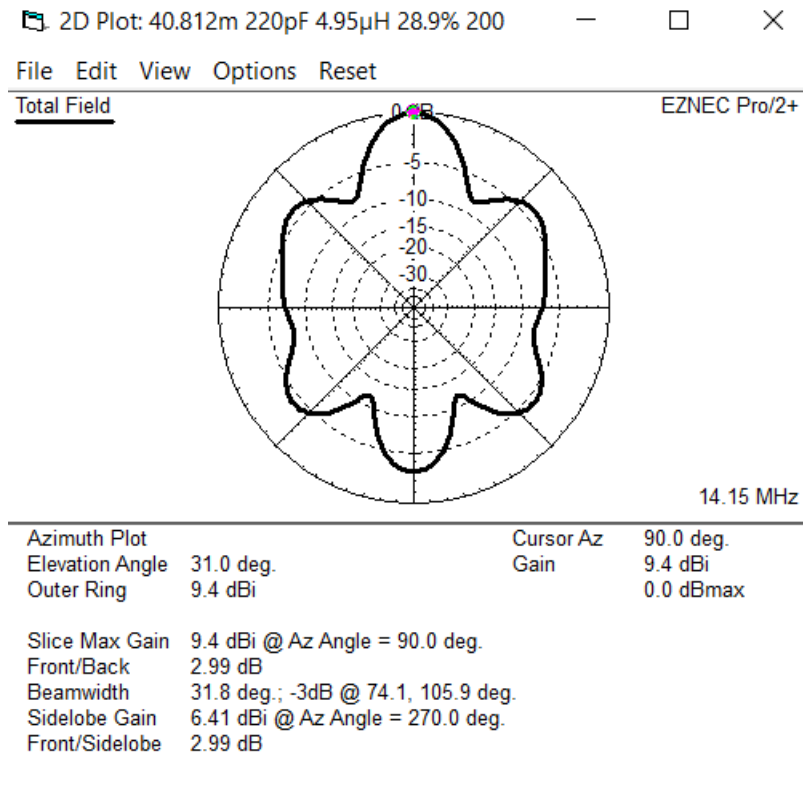 2D Plot: 40.812m 220pF 4.95µH 28.9% 200
File Edit View Options Reset
Total Field
EZNEC Pro/2+
0 dB
-5
-10
-15
-20
-30
14.15 MHz
Azimuth Plot Cursor Az 90.0 deg.
Elevation Angle 31.0 deg. Gain 9.4 dBi
Outer Ring 9.4 dBi 0.0 dBmax
Slice Max Gain 9.4 dBi @ Az Angle = 90.0 deg.
Front/Back 2.99 dB
Beamwidth 31.8 deg.; -3dB @ 74.1, 105.9 deg.
Sidelobe Gain 6.41 dBi @ Az Angle = 270.0 deg.
Front/Sidelobe 2.99 dB